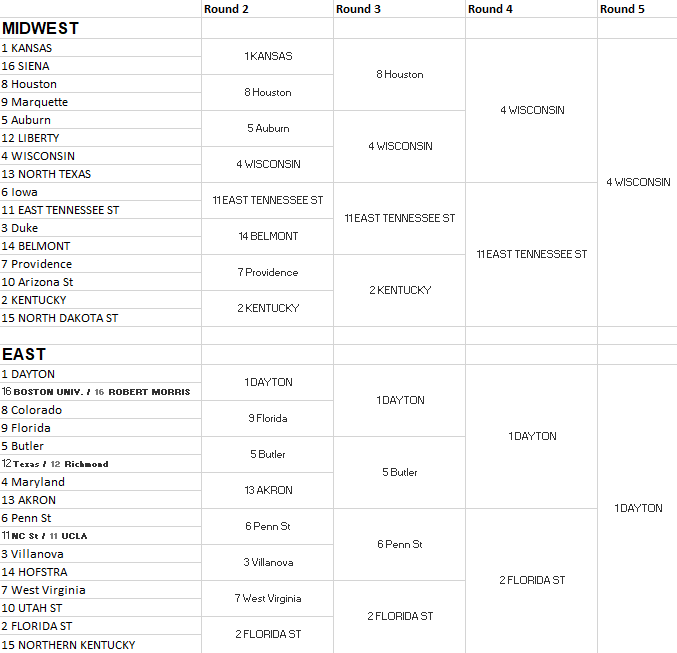 Round 2 Round 3 Round 4 Round 5
MIDWEST
1 KANSAS
16 SIENA
8 Houston
9 Marquette
5 Auburn
12 LIBERTY
4 WISCONSIN
13 NORTH TEXAS
6 Iowa
11 EAST TENNESSEE ST
3 Duke
14 BELMONT
7 Providence
10 Arizona St
2 KENTUCKY
15 NORTH DAKOTA ST
1 KANSAS
8 Houston
5 Auburn
4 WISCONSIN
11 EAST TENNESSEE ST
14 BELMONT
7 Providence
2 KENTUCKY
8 Houston
4 WISCONSIN
11 EAST TENNESSEE ST
2 KENTUCKY
4 WISCONSIN
11 EAST TENNESSEE ST
4 WISCONSIN
EAST
1 DAYTON
16 BOSTON UNIV. / 16 ROBERT MORRIS
8 Colorado
9 Florida
5 Butler
12 Texas / 12 Richmond
4 Maryland
13 AKRON
6 Penn St
11 NC St / 11 UCLA
3 Villanova
14 HOFSTRA
7 West Virginia
10 UTAH ST
2 FLORIDA ST
15 NORTHERN KENTUCKY
1 DAYTON
9 Florida
5 Butler
13 AKRON
6 Penn St
3 Villanova
7 West Virginia
2 FLORIDA ST
1 DAYTON
5 Butler
6 Penn St
2 FLORIDA ST
1 DAYTON
2 FLORIDA ST
1 DAYTON